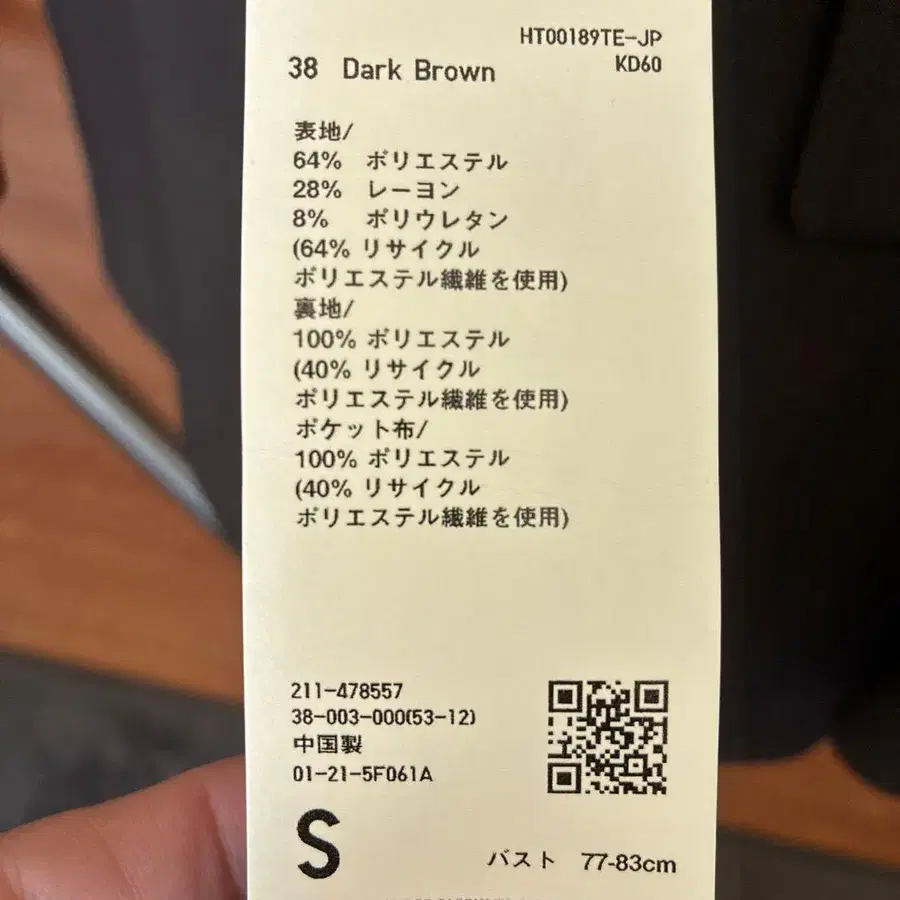 HT00189TE-JP
38 Dark Brown KD60
表地/
64% ポリエステル
28% レーヨン
8% ポリウレタン
(64% リサイクル
ポリエステル繊維を使用)
裏地/
100% ポリエステル
(40% リサイクル
ポリエステル繊維を使用)
ポケット布/
100% ポリエステル
(40% リサイクル
ポリエステル繊維を使用)
211-478557
38-003-000(53-12)
中国製
01-21-5F061A
S バスト 77-83cm